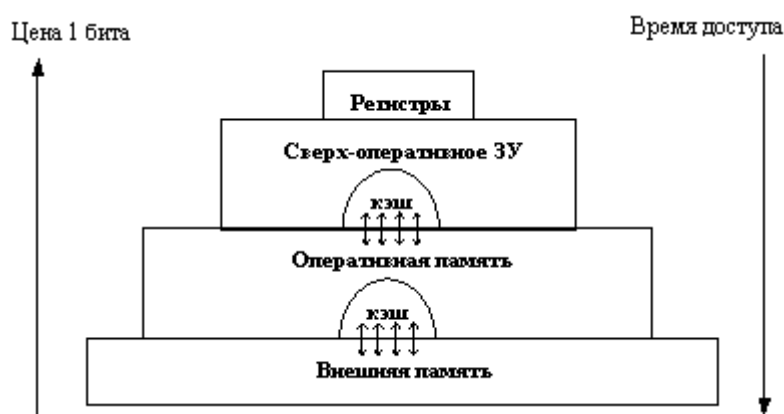 Цена 1 бита
Время доступа
Регистры
Сверх-оперативное ЗУ
кэш
Оперативная память
кэш
Внешняя память